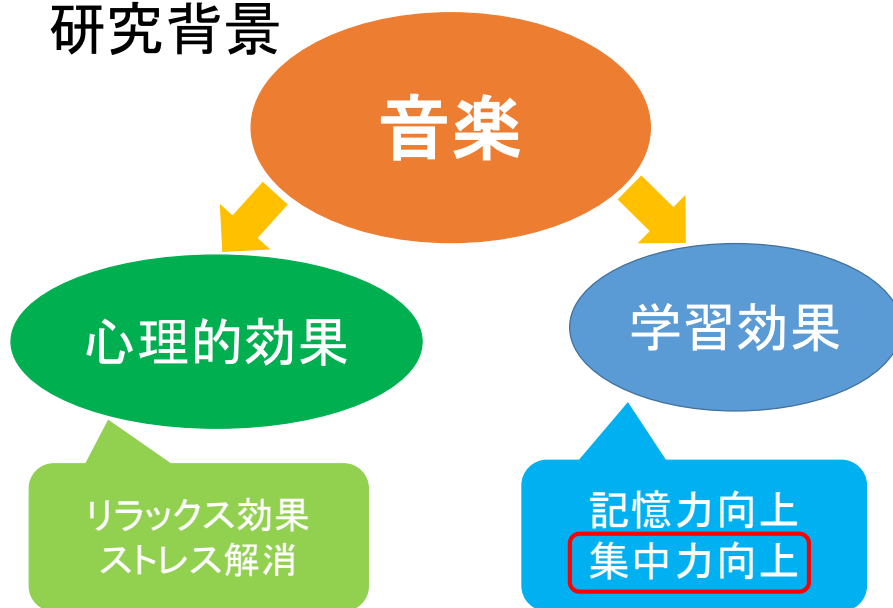 研究背景
音楽
心理的効果
学習効果
リラックス効果
ストレス解消
記憶力向上
集中力向上